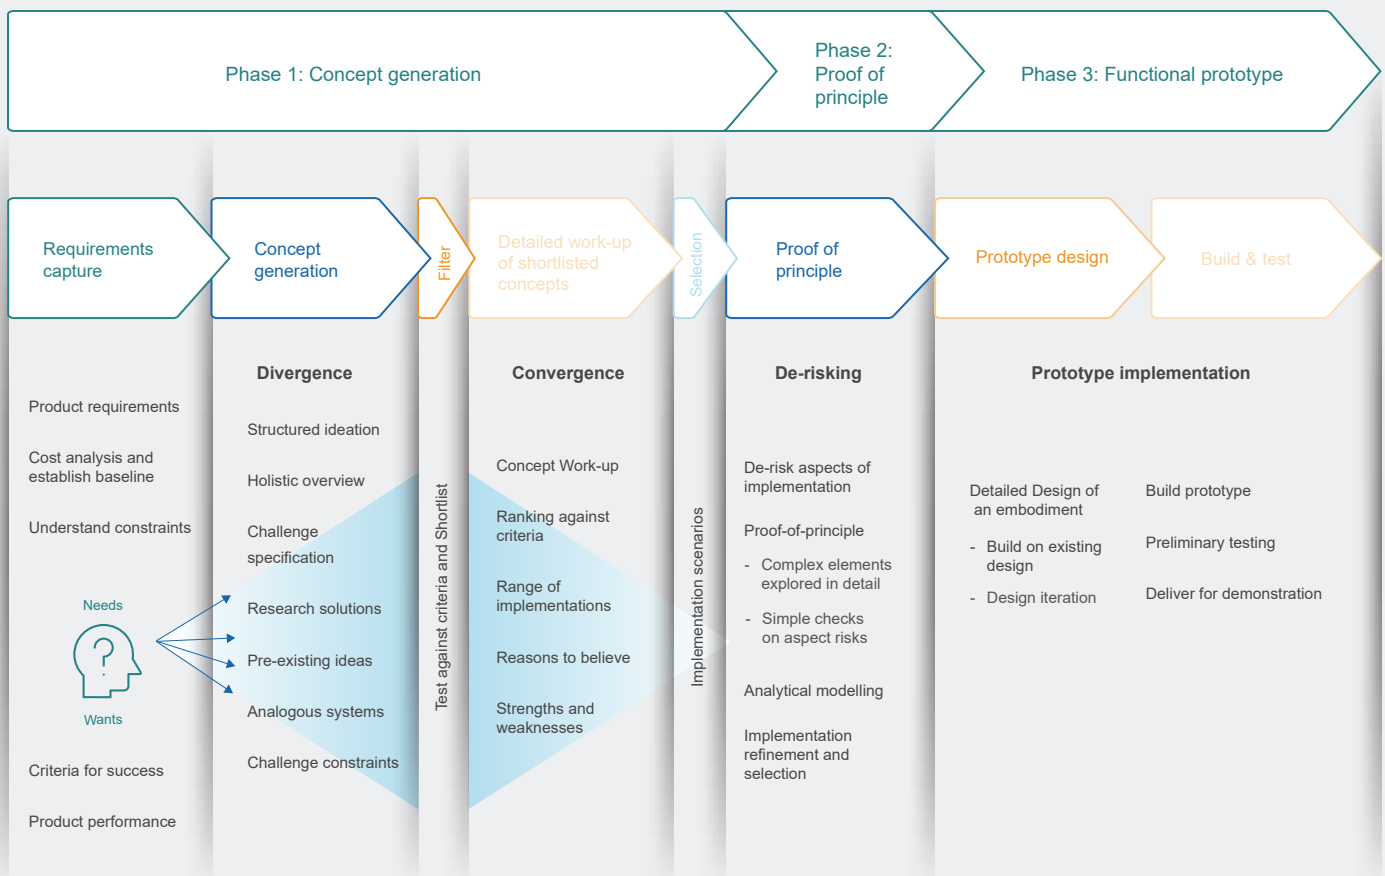 Phase 1: Concept generation
Phase 2:
Proof of
principle
Phase 3: Functional prototype
Requirements
capture
Concept
generation
Filter
Detailed work-up
of shortlisted
concepts
Selection
Proof of
principle
Prototype design
Build & test
Product requirements
Cost analysis and
establish baseline
Understand constraints
Needs
?
Wants
Criteria for success
Product performance
Divergence
Structured ideation
Holistic overview
Challenge
specification
Research solutions
Pre-existing ideas
Analogous systems
Challenge constraints
Test against criteria and Shortlist
Convergence
Concept Work-up
Ranking against
criteria
Range of
implementations
Reasons to believe
Strengths and
weaknesses
Implementation scenarios
De-risking
De-risk aspects of
implementation
Proof-of-principle
- Complex elements
explored in detail
- Simple checks
on aspect risks
Analytical modelling
Implementation
refinement and
selection
Prototype implementation
Detailed Design of
an embodiment
- Build on existing
design
- Design iteration
Build prototype
Preliminary testing
Deliver for demonstration